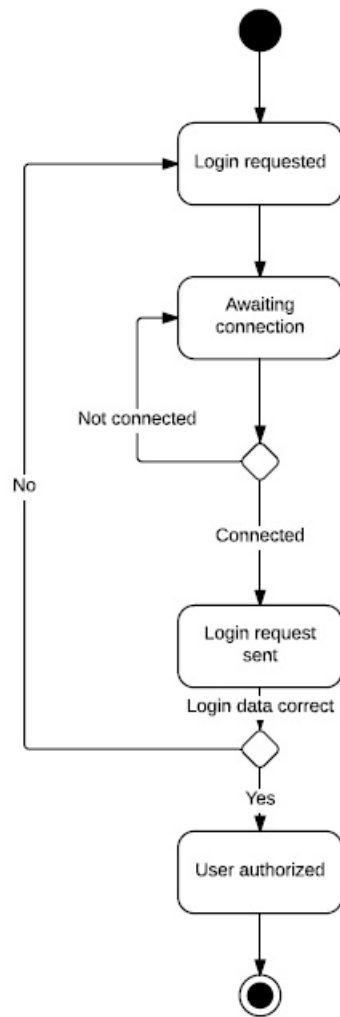 Login requested
Awaiting
connection
Not connected
No
Connected
Login request
sent
Login data correct
Yes
User authorized